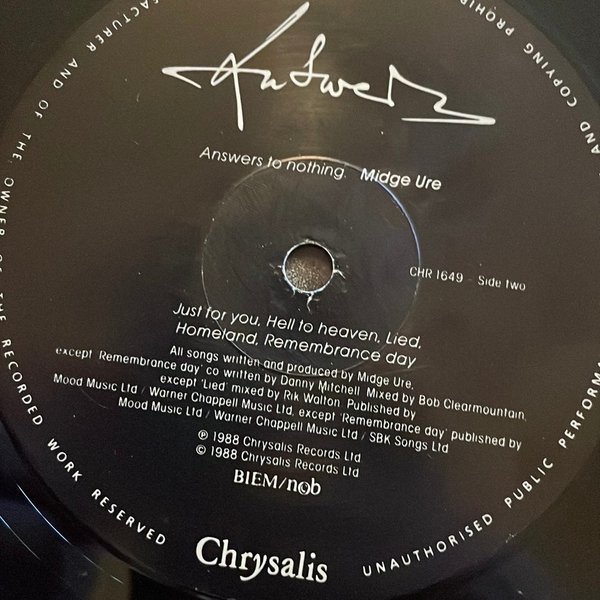 Answers
Answers to nothing. Midge Ure
CHR 1649 - Side two
Just for you, Hell to heaven, Lied,
Homeland, Remembrance day
All songs written and produced by Midge Ure,
except 'Remembrance day' co written by Danny Mitchell. Mixed by Bob Clearmountain,
except 'Lied' mixed by Rik Walton. Published by
Mood Music Ltd / Warner Chappell Music Ltd, except 'Remembrance day' published by
Mood Music Ltd / Warner Chappell Music Ltd / SBK Songs Ltd
℗ 1988 Chrysalis Records Ltd
© 1988 Chrysalis Records Ltd
BIEM/ncb
Chrysalis
FACTURER AND OF THE OWNER OF THE RECORDED WORK RESERVED
UNAUTHORISED PUBLIC PERFORMA
AND COPYING PROHIB